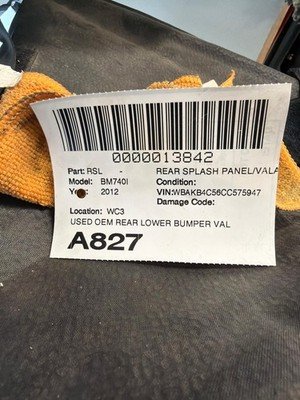 0000013842
Part: RSL - REAR SPLASH PANEL/VALA
Model: BM740I Condition:
2012 VIN:WBAKB4C56CC575947
Damage Code:
Location: WC3
USED OEM REAR LOWER BUMPER VAL
A827